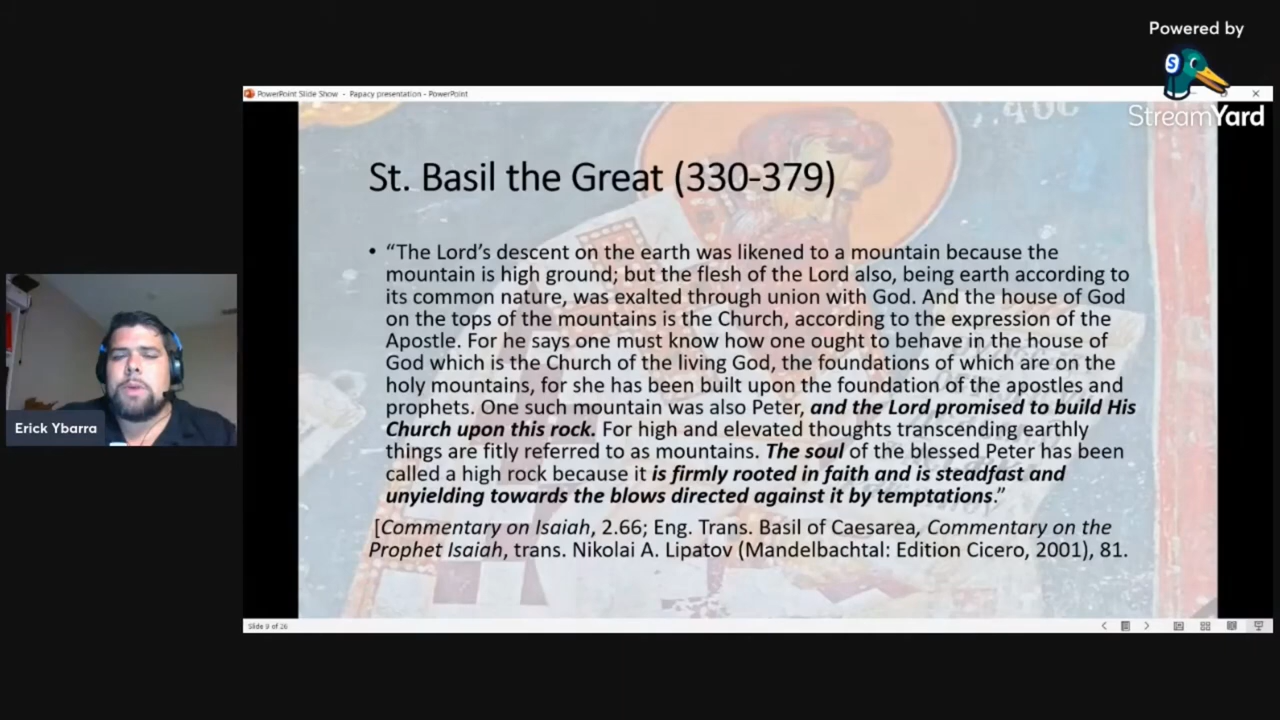 Powered by
StreamYard
PowerPoint Slide Show - Papacy presentation - PowerPoint
St. Basil the Great (330-379)
• “The Lord’s descent on the earth was likened to a mountain because the
mountain is high ground; but the flesh of the Lord also, being earth according to
its common nature, was exalted through union with God. And the house of God
on the tops of the mountains is the Church, according to the expression of the
Apostle. For he says one must know how one ought to behave in the house of
God which is the Church of the living God, the foundations of which are on the
holy mountains, for she has been built upon the foundation of the apostles and
prophets. One such mountain was also Peter, and the Lord promised to build His
Church upon this rock. For high and elevated thoughts transcending earthly
things are fitly referred to as mountains. The soul of the blessed Peter has been
called a high rock because it is firmly rooted in faith and is steadfast and
unyielding towards the blows directed against it by temptations.”
[Commentary on Isaiah, 2.66; Eng. Trans. Basil of Caesarea, Commentary on the
Prophet Isaiah, trans. Nikolai A. Lipatov (Mandelbachtal: Edition Cicero, 2001), 81.
Erick Ybarra
Slide 9 of 26